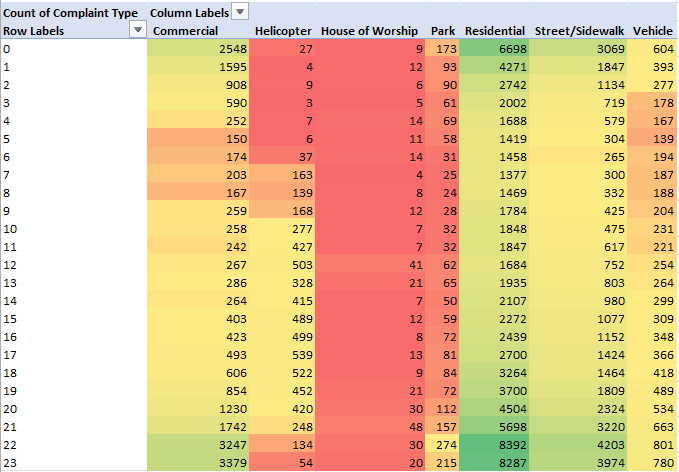 Count of Complaint Type Column Labels
Row Labels Commercial Helicopter House of Worship Park Residential Street/Sidewalk Vehicle
0 2548 27 9 173 6698 3069 604
1 1595 4 12 93 4271 1847 393
2 908 9 6 90 2742 1134 277
3 590 3 5 61 2002 719 178
4 252 7 14 69 1688 579 167
5 150 6 11 58 1419 304 139
6 174 37 14 31 1458 265 194
7 203 163 4 25 1377 300 187
8 167 139 8 24 1469 332 188
9 259 168 12 28 1784 425 204
10 258 277 7 32 1848 475 231
11 242 427 7 32 1847 617 221
12 267 503 41 62 1684 752 254
13 286 328 21 65 1935 803 264
14 264 415 7 50 2107 980 299
15 403 489 12 59 2272 1077 309
16 423 499 8 72 2439 1152 348
17 493 539 13 81 2700 1424 366
18 606 522 9 84 3264 1464 418
19 854 452 21 72 3700 1809 489
20 1230 420 30 112 4504 2324 534
21 1742 248 48 157 5698 3220 663
22 3247 134 30 274 8392 4203 801
23 3379 54 20 215 8287 3974 780